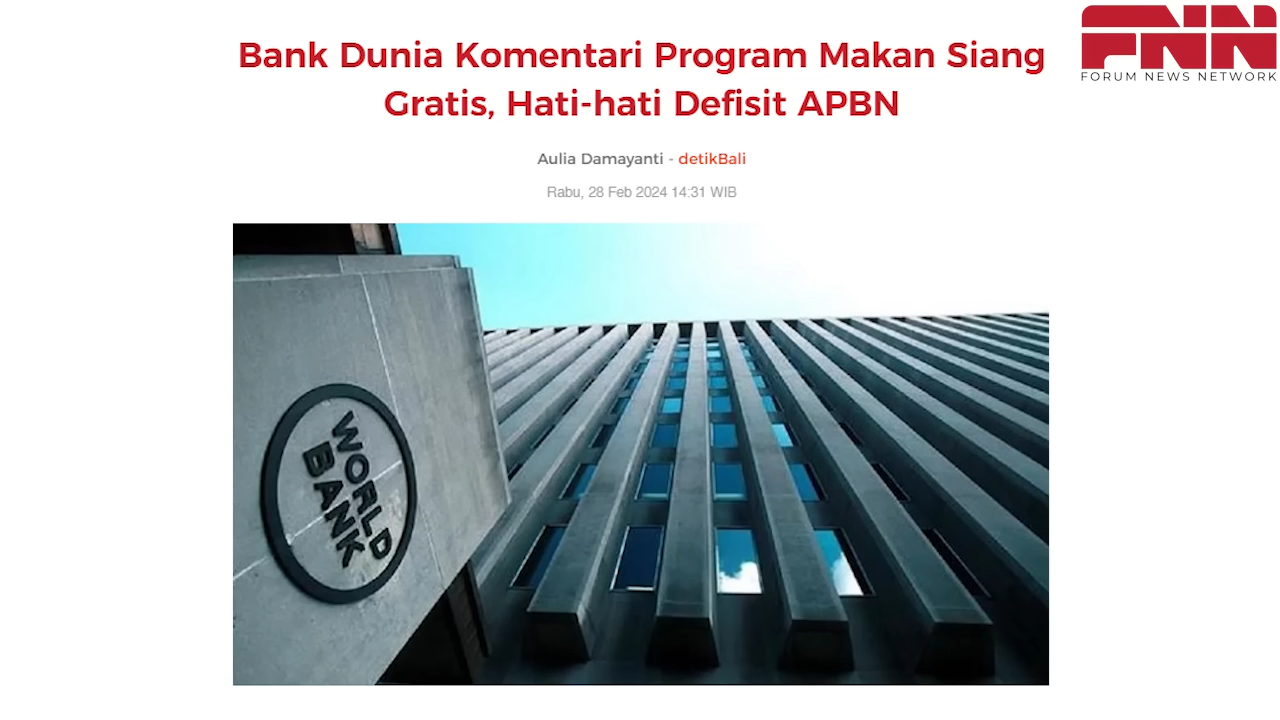 FNN
FORUM NEWS NETWORK
Bank Dunia Komentari Program Makan Siang
Gratis, Hati-hati Defisit APBN
Aulia Damayanti - detikBali
Rabu, 28 Feb 2024 14:31 WIB
WORLD
BANK